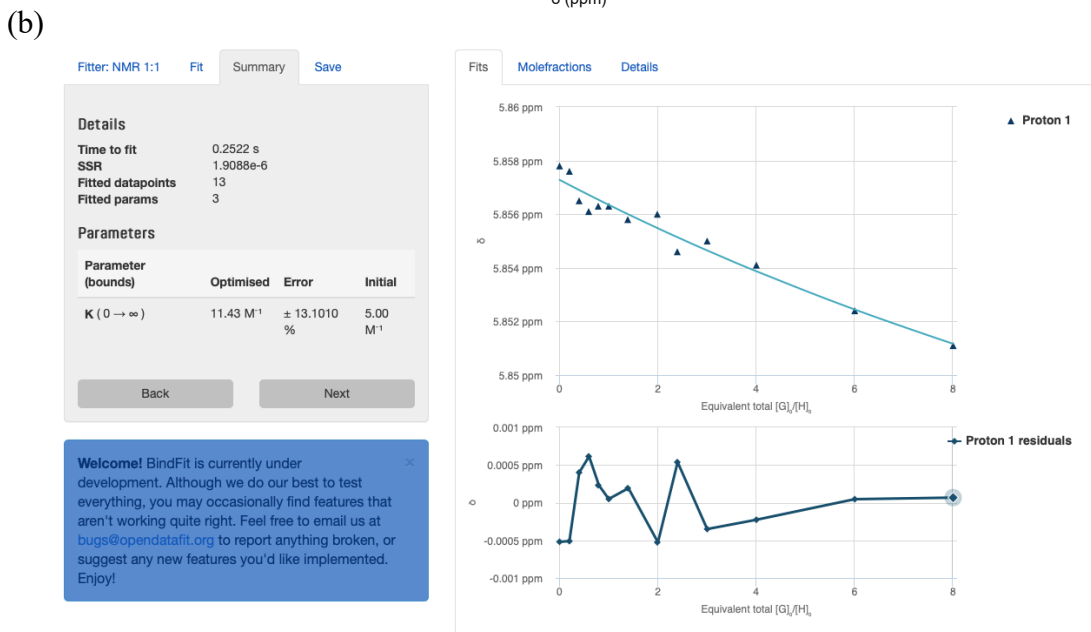 δ (ppm)
(b)
Fitter: NMR 1:1 Fit Summary Save
Details
Time to fit 0.2522 s
SSR 1.9088e-6
Fitted datapoints 13
Fitted params 3
Parameters
Parameter (bounds) Optimised Error Initial
K ( 0 → ∞ ) 11.43 M⁻¹ ± 13.1010 % 5.00 M⁻¹
Back Next
Welcome! BindFit is currently under ×
development. Although we do our best to test
everything, you may occasionally find features that
aren't working quite right. Feel free to email us at
bugs@opendatafit.org to report anything broken, or
suggest any new features you'd like implemented.
Enjoy!
Fits Molefractions Details
5.86 ppm
5.858 ppm
5.856 ppm
5.854 ppm
5.852 ppm
5.85 ppm
δ
0 2 4 6 8
Equivalent total [G]₀/[H]₀
Proton 1
0.001 ppm
0.0005 ppm
0 ppm
-0.0005 ppm
-0.001 ppm
δ
0 2 4 6 8
Equivalent total [G]₀/[H]₀
Proton 1 residuals